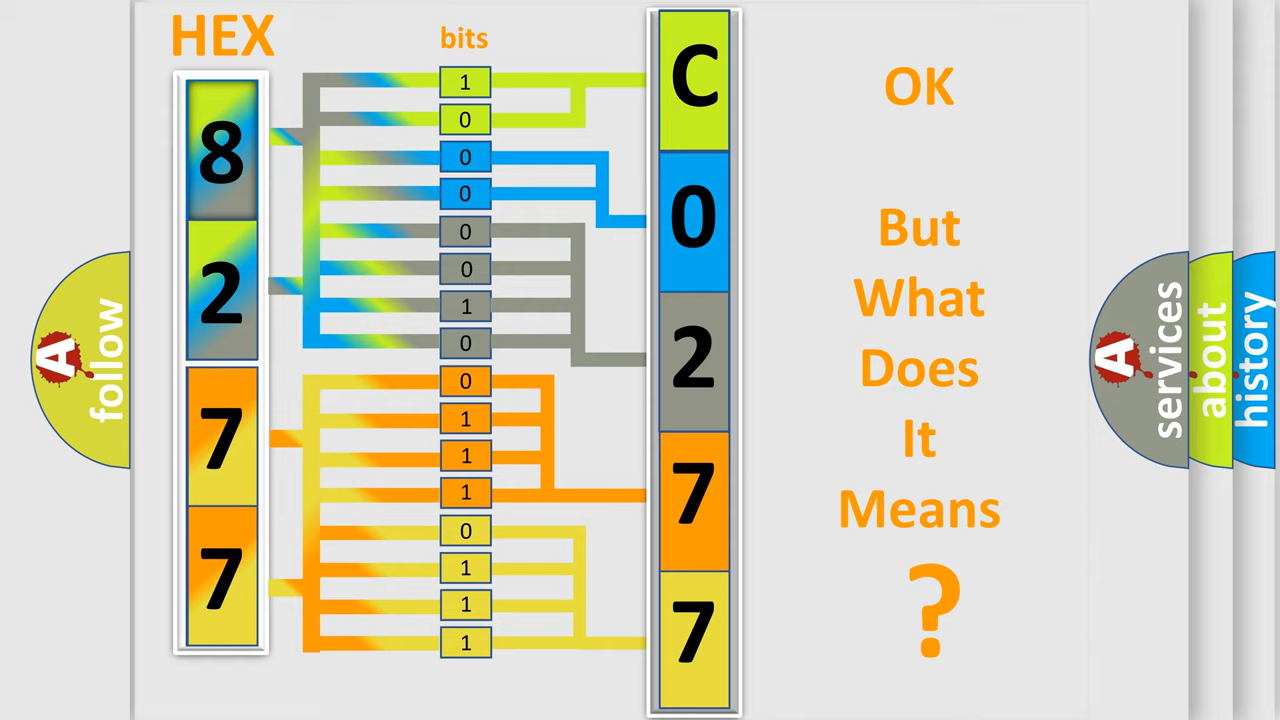 HEX
bits
8
2
7
7
1
0
0
0
0
0
1
0
0
1
1
1
0
1
1
1
C
0
2
7
7
OK
But
What
Does
It
Means
?
A
follow
A
services
about
history